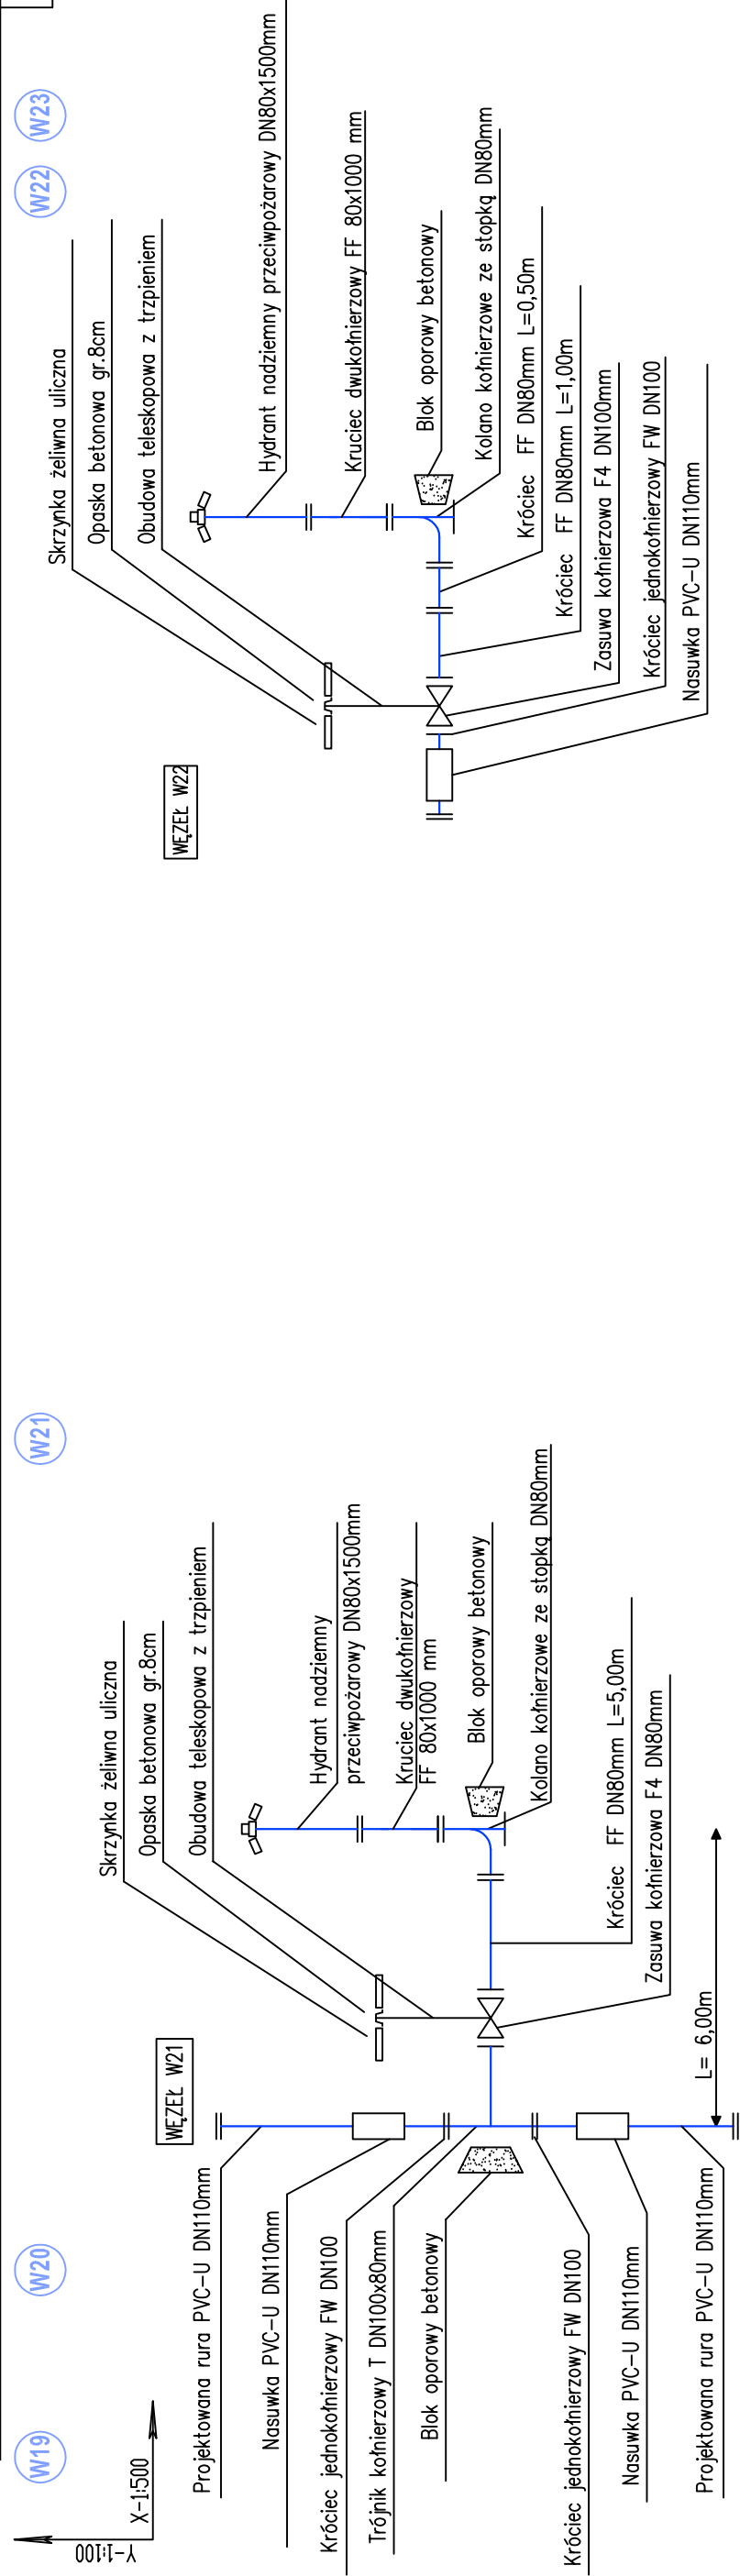 W19
W20
W21
W22
W23
Y-1:100
X-1:500
WĘZEŁ W21
Skrzynka żeliwna uliczna
Opaska betonowa gr.8cm
Obudowa teleskopowa z trzpieniem
Hydrant nadziemny
przeciwpożarowy DN80x1500mm
Kruciec dwukołnierzowy
FF 80x1000 mm
Blok oporowy betonowy
Kolano kołnierzowe ze stopką DN80mm
Króciec FF DN80mm L=5,00m
Zasuwa kołnierzowa F4 DN80mm
L= 6,00m
Projektowana rura PVC-U DN110mm
Nasuwka PVC-U DN110mm
Króciec jednokołnierzowy FW DN100
Trójnik kołnierzowy T DN100x80mm
Blok oporowy betonowy
Króciec jednokołnierzowy FW DN100
Nasuwka PVC-U DN110mm
Projektowana rura PVC-U DN110mm
WĘZEŁ W22
Skrzynka żeliwna uliczna
Opaska betonowa gr.8cm
Obudowa teleskopowa z trzpieniem
Hydrant nadziemny przeciwpożarowy DN80x1500mm
Kruciec dwukołnierzowy FF 80x1000 mm
Blok oporowy betonowy
Kolano kołnierzowe ze stopką DN80mm
Króciec FF DN80mm L=0,50m
Króciec FF DN80mm L=1,00m
Zasuwa kołnierzowa F4 DN100mm
Króciec jednokołnierzowy FW DN100
Nasuwka PVC-U DN110mm